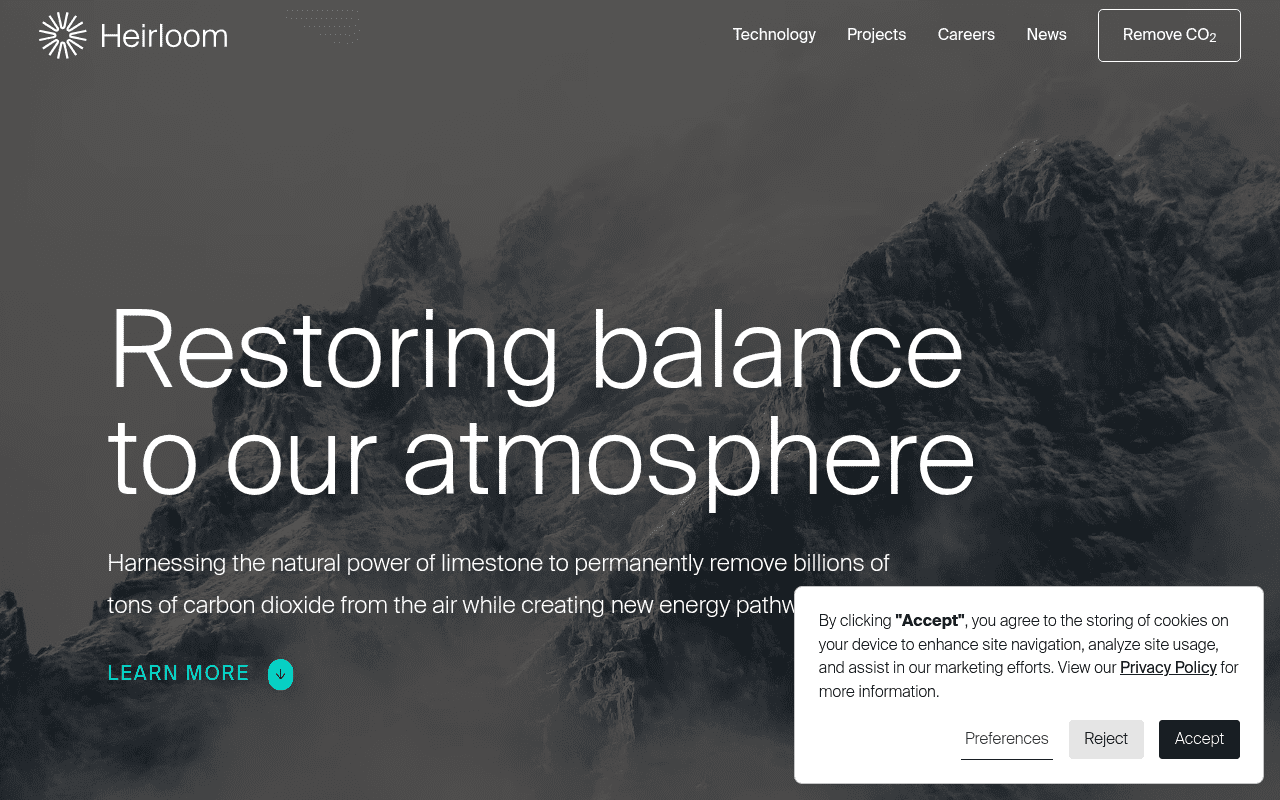 Heirloom
Technology
Projects
Careers
News
Remove CO2
Restoring balance
to our atmosphere
Harnessing the natural power of limestone to permanently remove billions of
tons of carbon dioxide from the air while creating new energy
LEARN MORE
By clicking "Accept", you agree to the storing of cookies on
your device to enhance site navigation, analyze site usage,
and assist in our marketing efforts. View our Privacy Policy for
more information.
Preferences
Reject
Accept